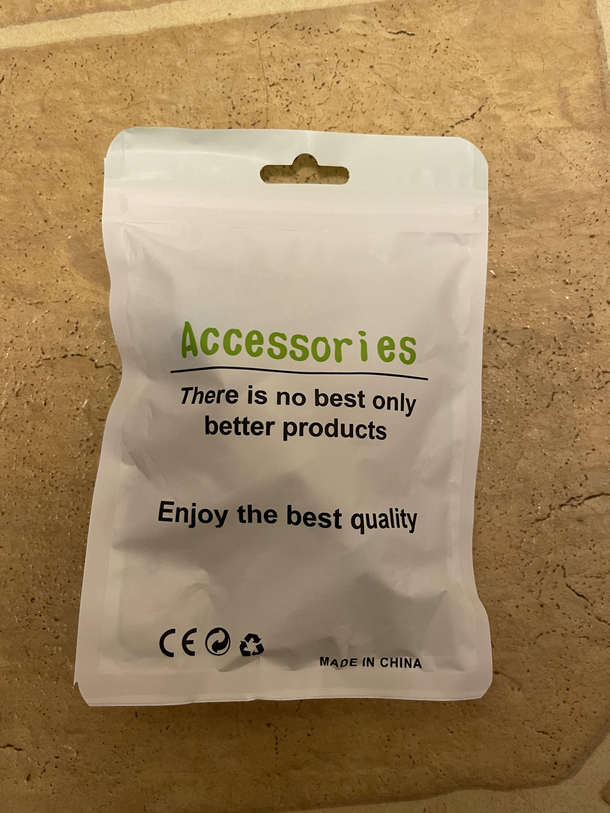 Accessories
There is no best only
better products
Enjoy the best quality
CE
MADE IN CHINA